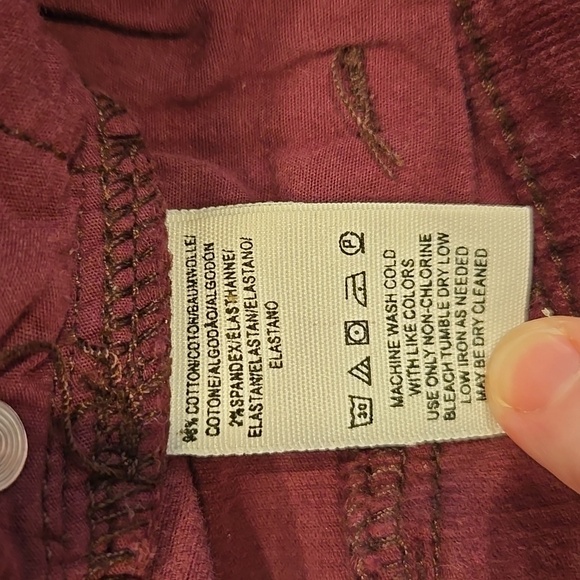 98% COTTON/COTON/BAUMWOLLE/
COTONE/ALGODÃO/ALGODÓN
2% SPANDEX/ELASTHANNE/
ELASTAN/ELASTAN/ELASTANO/
ELASTANO
30
P
MACHINE WASH COLD
WITH LIKE COLORS
USE ONLY NON-CHLORINE
BLEACH TUMBLE DRY LOW
LOW IRON AS NEEDED
MAY BE DRY CLEANED